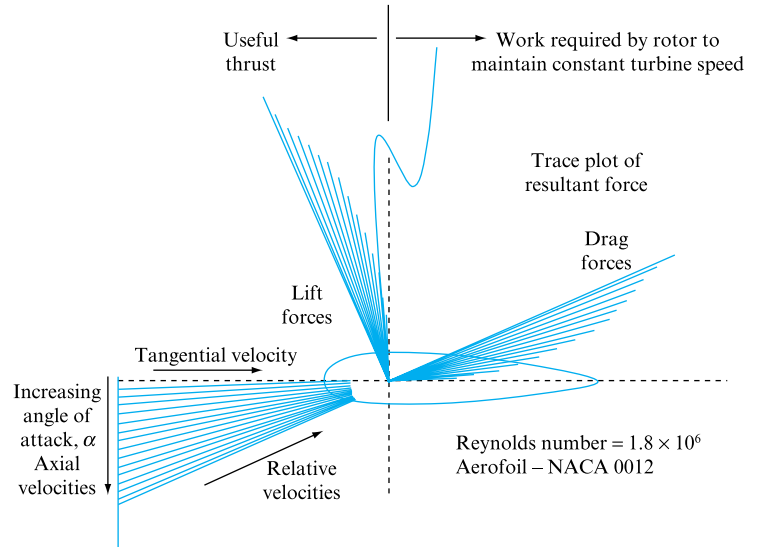 Useful
thrust
Work required by rotor to
maintain constant turbine speed
Trace plot of
resultant force
Drag
forces
Lift
forces
Tangential velocity
Increasing
angle of
attack, α
Axial
velocities
Relative
velocities
Reynolds number = 1.8 × 10⁶
Aerofoil – NACA 0012